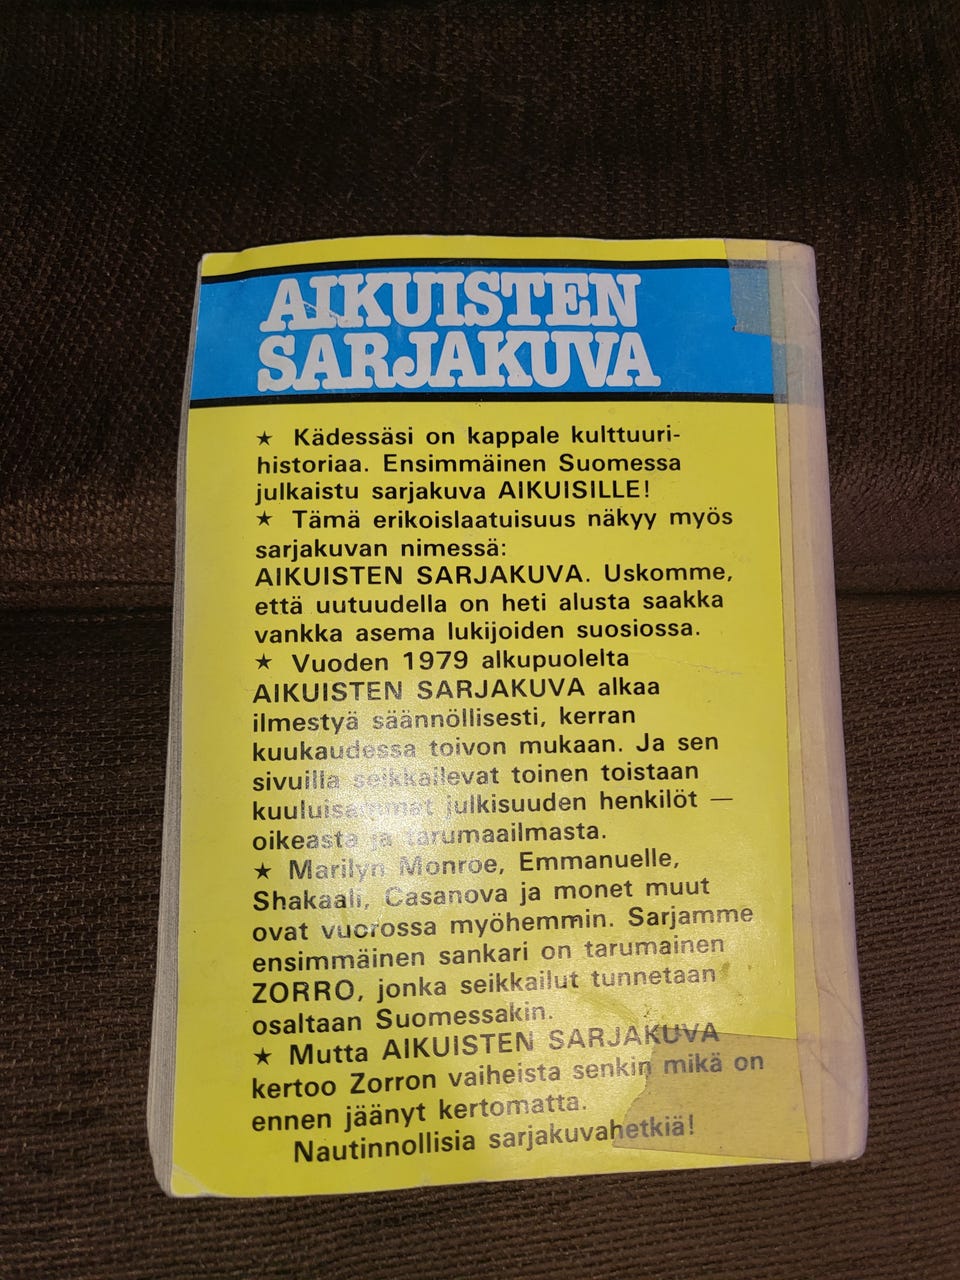 AIKUISTEN
SARJAKUVA
★ Kädessäsi on kappale kulttuuri-
historiaa. Ensimmäinen Suomessa
julkaistu sarjakuva AIKUISILLE!
★ Tämä erikoislaatuisuus näkyy myös
sarjakuvan nimessä:
AIKUISTEN SARJAKUVA. Uskomme,
että uutuudella on heti alusta saakka
vankka asema lukijoiden suosiossa.
★ Vuoden 1979 alkupuolelta
AIKUISTEN SARJAKUVA alkaa
ilmestyä säännöllisesti, kerran
kuukaudessa toivon mukaan. Ja sen
sivuilla seikkailevat toinen toistaan
kuuluisammat julkisuuden henkilöt —
oikeasta ja tarumaailmasta.
★ Marilyn Monroe, Emmanuelle,
Shakaali, Casanova ja monet muut
ovat vuorossa myöhemmin. Sarjamme
ensimmäinen sankari on tarumainen
ZORRO, jonka seikkailut tunnetaan
osaltaan Suomessakin.
★ Mutta AIKUISTEN SARJAKUVA
kertoo Zorron vaiheista senkin mikä on
ennen jäänyt kertomatta.
Nautinnollisia sarjakuvahetkiä!